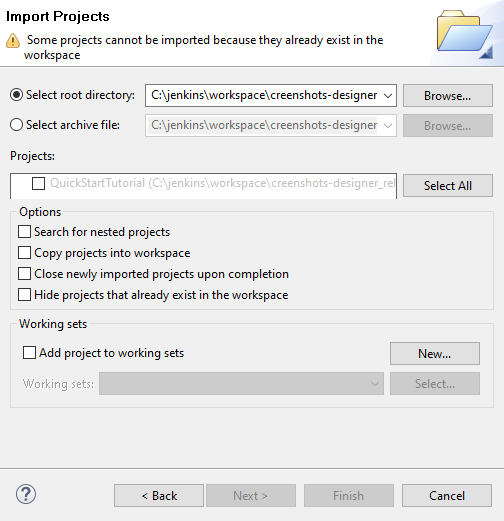 Import Projects
Some projects cannot be imported because they already exist in the
workspace
Select root directory: C:\jenkins\workspace\creenshots-designer Browse...
Select archive file: C:\jenkins\workspace\creenshots-designer Browse...
Projects:
QuickStartTutorial (C:\jenkins\workspace\creenshots-designer_rel Select All
Options
Search for nested projects
Copy projects into workspace
Close newly imported projects upon completion
Hide projects that already exist in the workspace
Working sets
Add project to working sets New...
Working sets: Select...
? < Back Next > Finish Cancel